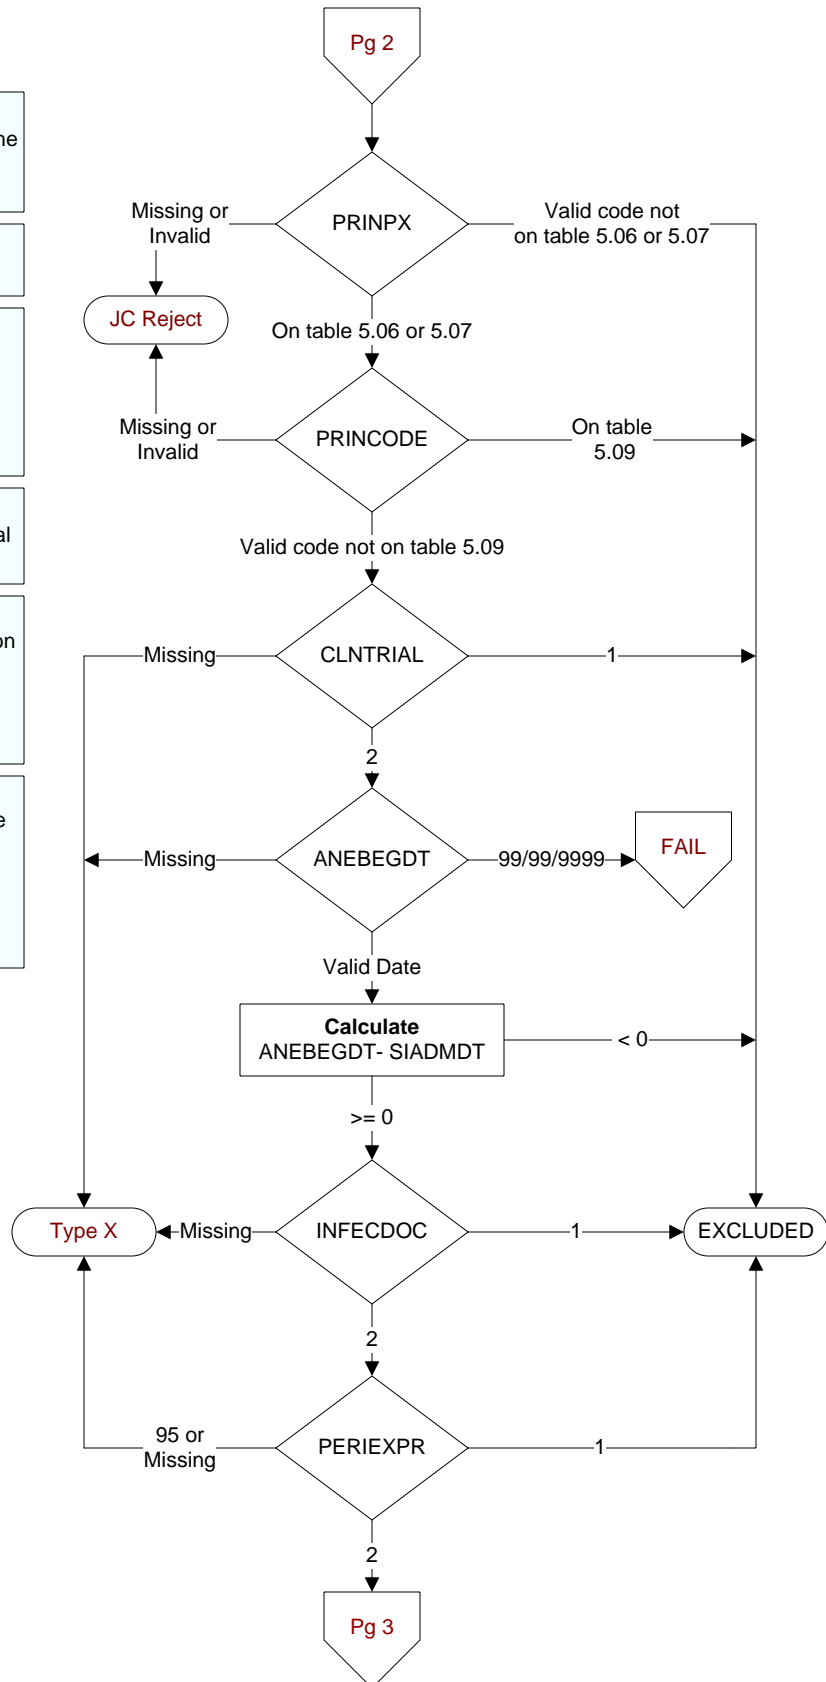 Pg 2
ne
Missing or
Invalid
PRINPX
Valid code not
on table 5.06 or 5.07
JC Reject
On table 5.06 or 5.07
Missing or
Invalid
PRINCODE
On table
5.09
al
Valid code not on table 5.09
on
Missing
CLNTRIAL
1
2
e
Missing
ANEBEGDT
99/99/9999
FAIL
Valid Date
Calculate
ANEBEGDT- SIADMDT
< 0
>= 0
Type X
Missing
INFECDOC
1
EXCLUDED
2
95 or
Missing
PERIEXPR
1
2
Pg 3